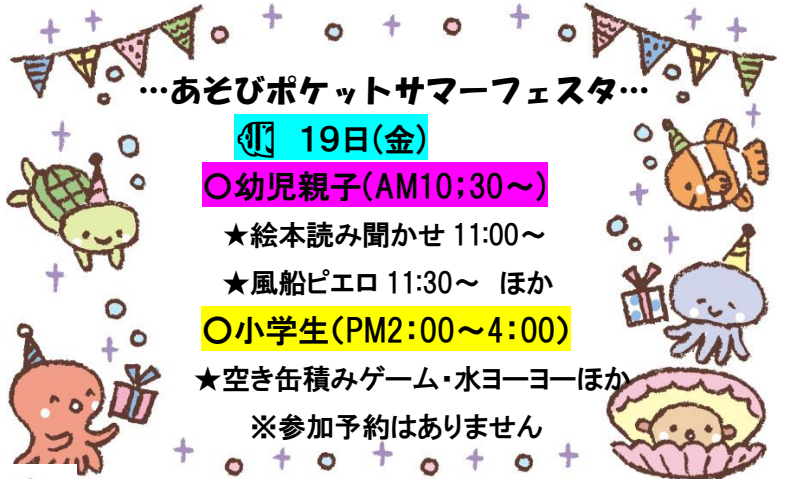 …あそびポケットサマーフェスタ…
19日(金)
〇幼児親子(AM10;30～)
★絵本読み聞かせ 11:00～
★風船ピエロ 11:30～ ほか
〇小学生(PM2：00～4：00)
★空き缶積みゲーム・水ヨーヨーほか
※参加予約はありません